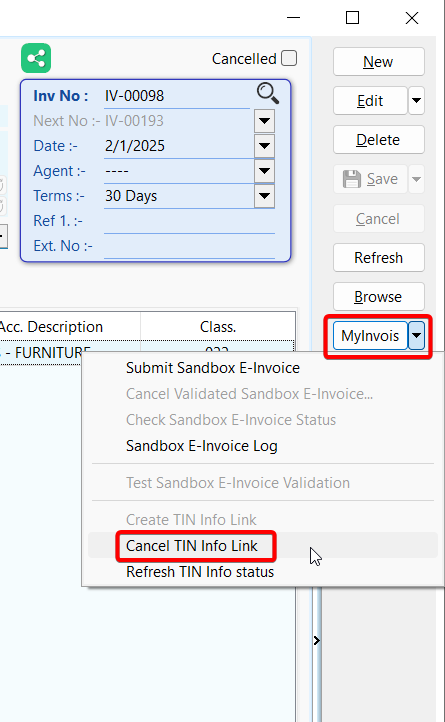 Cancelled
Inv No : IV-00098
Next No :- IV-00193
Date :- 2/1/2025
Agent :- ----
Terms :- 30 Days
Ref 1. :-
Ext. No :-
New
Edit
Delete
Save
Cancel
Refresh
Browse
MyInvois
Acc. Description Class.
- FURNITURE 022
Submit Sandbox E-Invoice
Cancel Validated Sandbox E-Invoice...
Check Sandbox E-Invoice Status
Sandbox E-Invoice Log
Test Sandbox E-Invoice Validation
Create TIN Info Link
Cancel TIN Info Link
Refresh TIN Info status